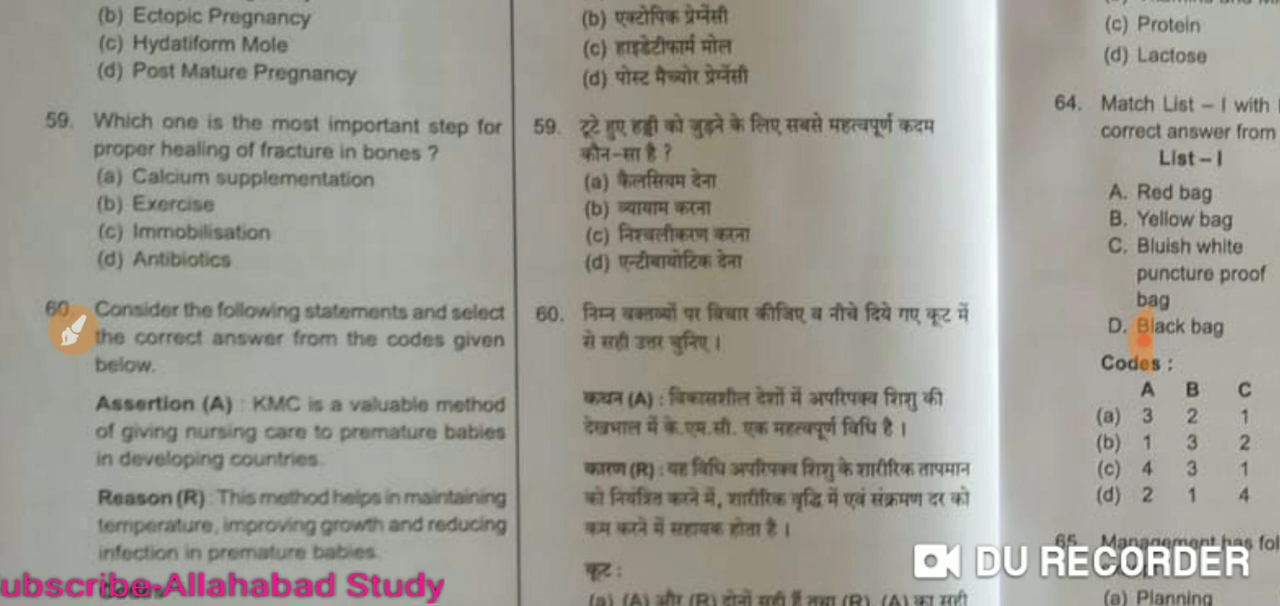 (b) Ectopic Pregnancy
(c) Hydatiform Mole
(d) Post Mature Pregnancy
59. Which one is the most important step for
proper healing of fracture in bones ?
(a) Calcium supplementation
(b) Exercise
(c) Immobilisation
(d) Antibiotics
60. Consider the following statements and select
the correct answer from the codes given
below.
Assertion (A) : KMC is a valuable method
of giving nursing care to premature babies
in developing countries.
Reason (R) : This method helps in maintaining
temperature, improving growth and reducing
infection in premature babies.
(b) एक्टोपिक प्रेग्नेंसी
(c) हाइडेटीफार्म मोल
(d) पोस्ट मैच्योर प्रेग्नेंसी
59. टूटे हुए हड्डी को जुड़ने के लिए सबसे महत्वपूर्ण कदम
कौन-सा है ?
(a) कैलसियम देना
(b) व्यायाम करना
(c) निश्चलीकरण करना
(d) एन्टीबायोटिक देना
60. निम्न वक्तव्यों पर विचार कीजिए व नीचे दिये गए कूट में
से सही उत्तर चुनिए ।
कथन (A) : विकासशील देशों में अपरिपक्व शिशु की
देखभाल में के.एम.सी. एक महत्वपूर्ण विधि है ।
कारण (R) : यह विधि अपरिपक्व शिशु के शारीरिक तापमान
को नियंत्रित करने में, शारीरिक वृद्धि में एवं संक्रमण दर को
कम करने में सहायक होता है ।
कूट :
(a) (A) और (R) दोनों सही हैं तथा (R), (A) का सही
(c) Protein
(d) Lactose
64. Match List – I with
correct answer from
List – I
A. Red bag
B. Yellow bag
C. Bluish white
puncture proof
bag
D. Black bag
Codes :
A B C
(a) 3 2 1
(b) 1 3 2
(c) 4 3 1
(d) 2 1 4
65. Management has fol
(a) Planning
DU RECORDER
ubscribe-Allahabad Study